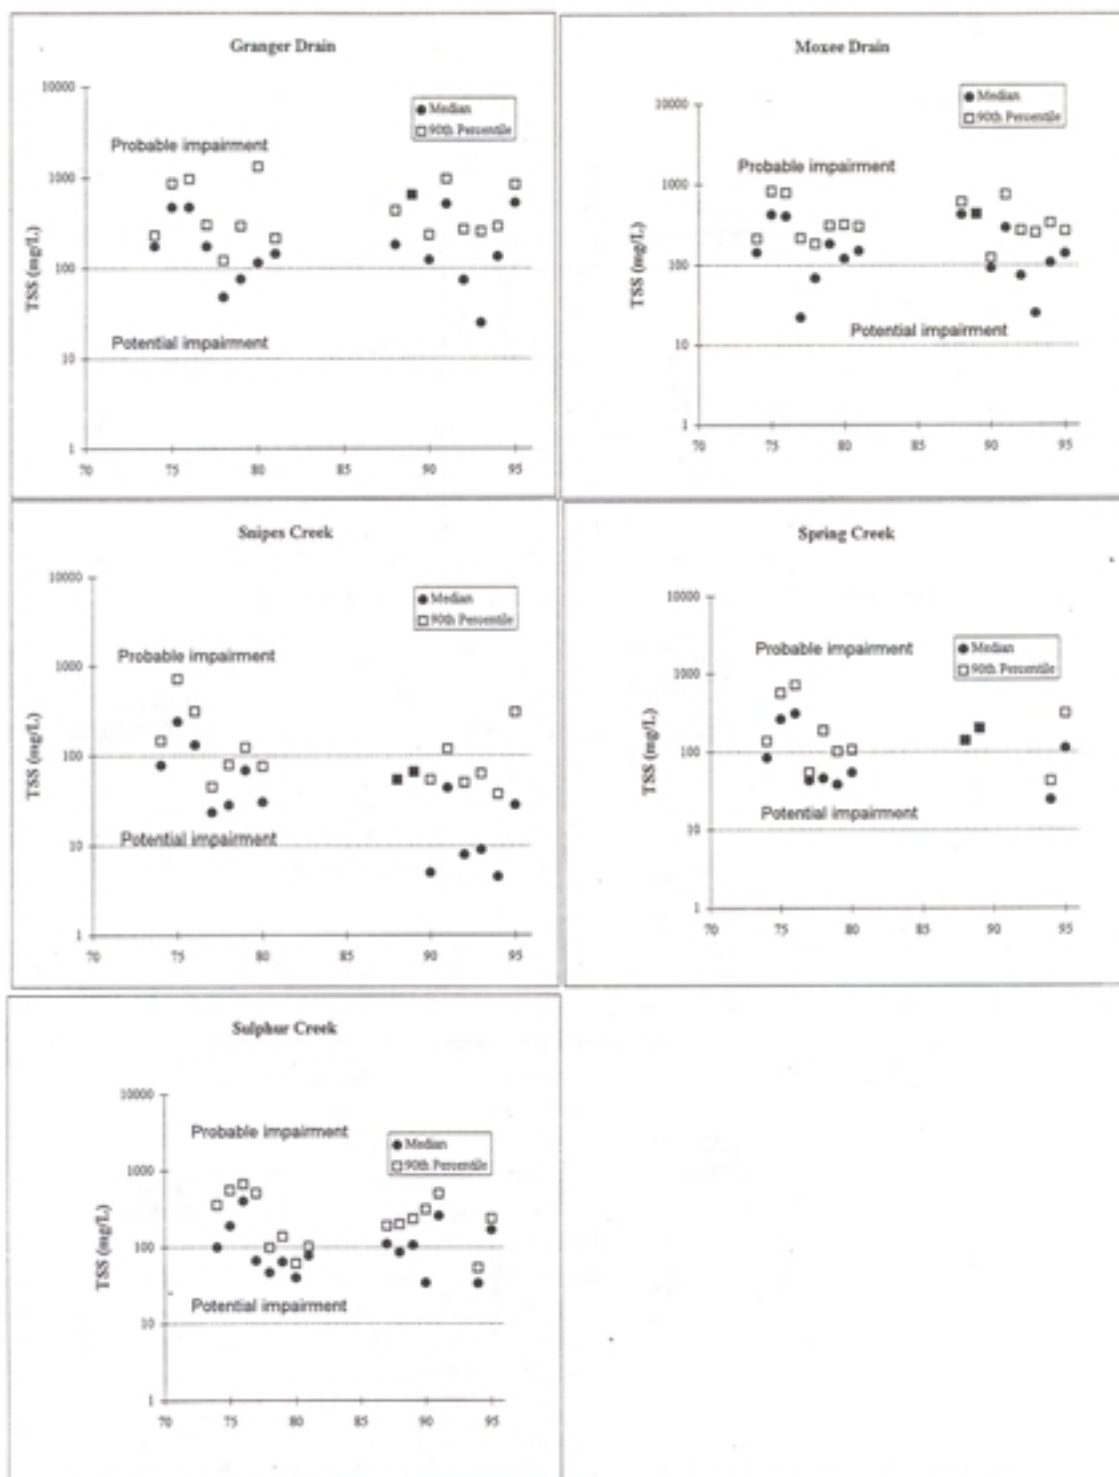 Granger Drain
10000
1000
100
10
1
TSS (mg/L)
Median
90th Percentile
Probable impairment
Potential impairment
70 75 80 85 90 95
Moxee Drain
10000
1000
100
10
1
TSS (mg/L)
Median
90th Percentile
Probable impairment
Potential impairment
70 75 80 85 90 95
Snipes Creek
10000
1000
100
10
1
TSS (mg/L)
Median
90th Percentile
Probable impairment
Potential impairment
70 75 80 85 90 95
Spring Creek
10000
1000
100
10
1
TSS (mg/L)
Probable impairment
Median
90th Percentile
Potential impairment
70 75 80 85 90 95
Sulphur Creek
10000
1000
100
10
1
TSS (mg/L)
Probable impairment
Median
90th Percentile
Potential impairment
70 75 80 85 90 95